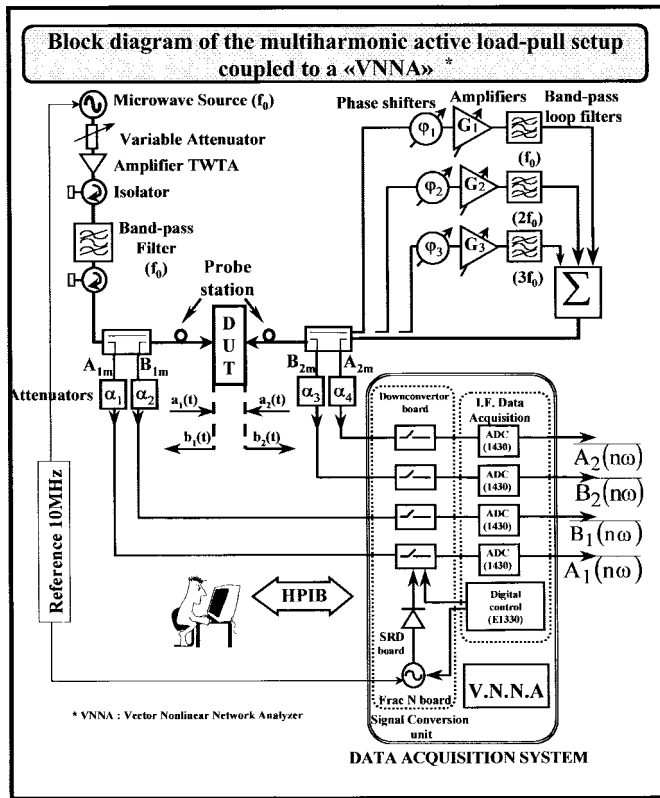 Block diagram of the multiharmonic active load-pull setup
coupled to a «VNNA» *
Microwave Source (f₀)
Variable Attenuator
Amplifier TWTA
Isolator
Band-pass
Filter
(f₀)
Phase shifters
Amplifiers
Band-pass
loop filters
φ₁
G₁
(f₀)
φ₂
G₂
(2f₀)
φ₃
G₃
(3f₀)
Σ
Probe
station
D
U
T
A₁ₘ
B₁ₘ
B₂ₘ
A₂ₘ
Attenuators
α₁
α₂
α₃
α₄
a₁(t)
a₂(t)
b₁(t)
b₂(t)
Downconvertor
board
I.F. Data
Acquisition
ADC
(1430)
A₂(nω)
ADC
(1430)
B₂(nω)
ADC
(1430)
B₁(nω)
ADC
(1430)
A₁(nω)
Reference 10MHz
HPIB
Digital
control
(E1330)
SRD
board
Frac N board
V.N.N.A
Signal Conversion
unit
* VNNA : Vector Nonlinear Network Analyzer
DATA ACQUISITION SYSTEM